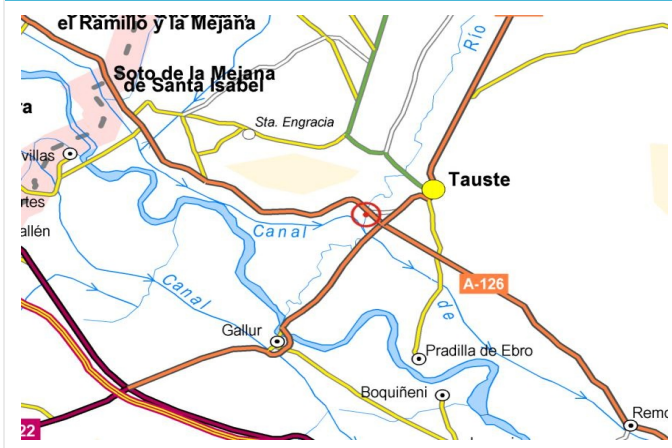 el Ramillo y la Mejana
Río
Soto de la Mejana
de Santa Isabel
Sta. Engracia
villas
Tauste
rtes
Canal
allén
Canal
A-126
de
Gallur
Pradilla de Ebro
Boquiñeni
Remo
22